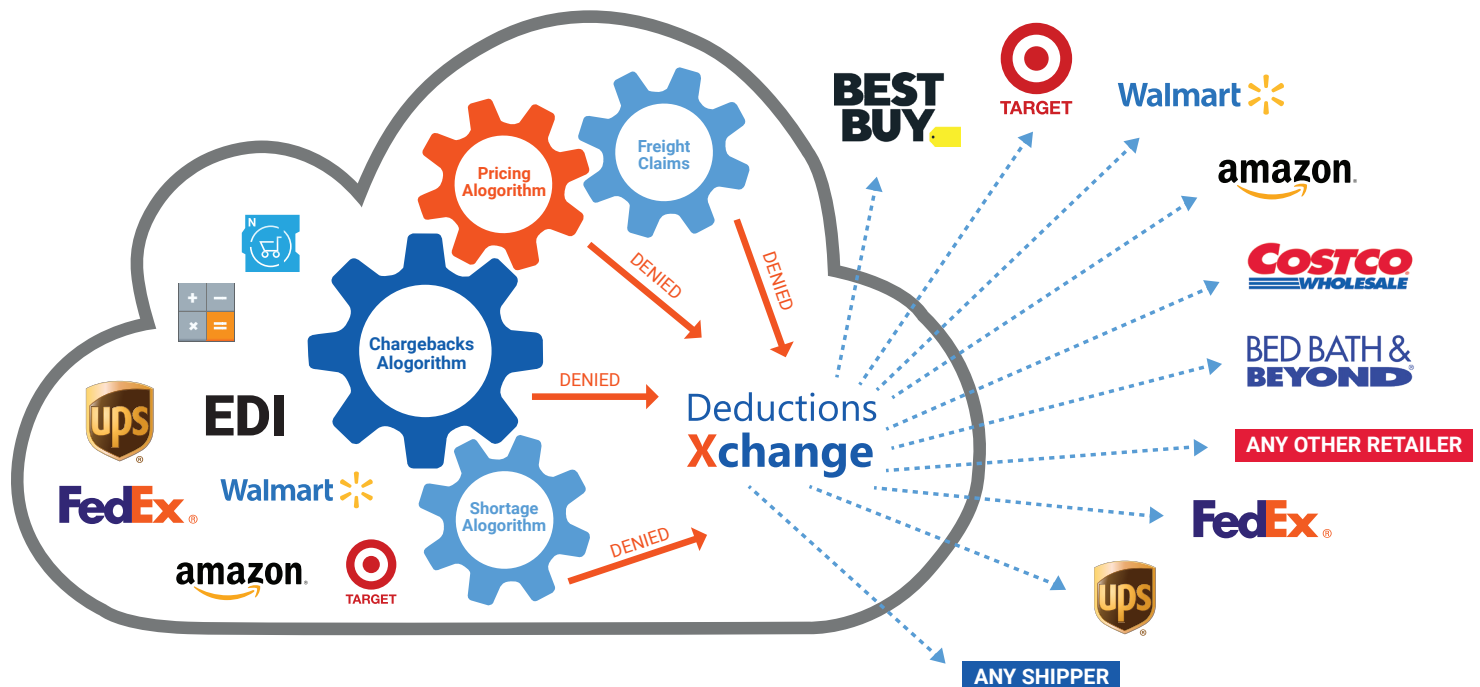 BEST
BUY
TARGET
Walmart
amazon
COSTCO
WHOLESALE
BED BATH &
BEYOND
ANY OTHER RETAILER
FedEx
ups
ANY SHIPPER
Pricing
Alogorithm
Freight
Claims
DENIED
DENIED
N
+ −
× =
Chargebacks
Alogorithm
DENIED
Deductions
Xchange
ups
EDI
Walmart
FedEx
Shortage
Alogorithm
DENIED
amazon
TARGET